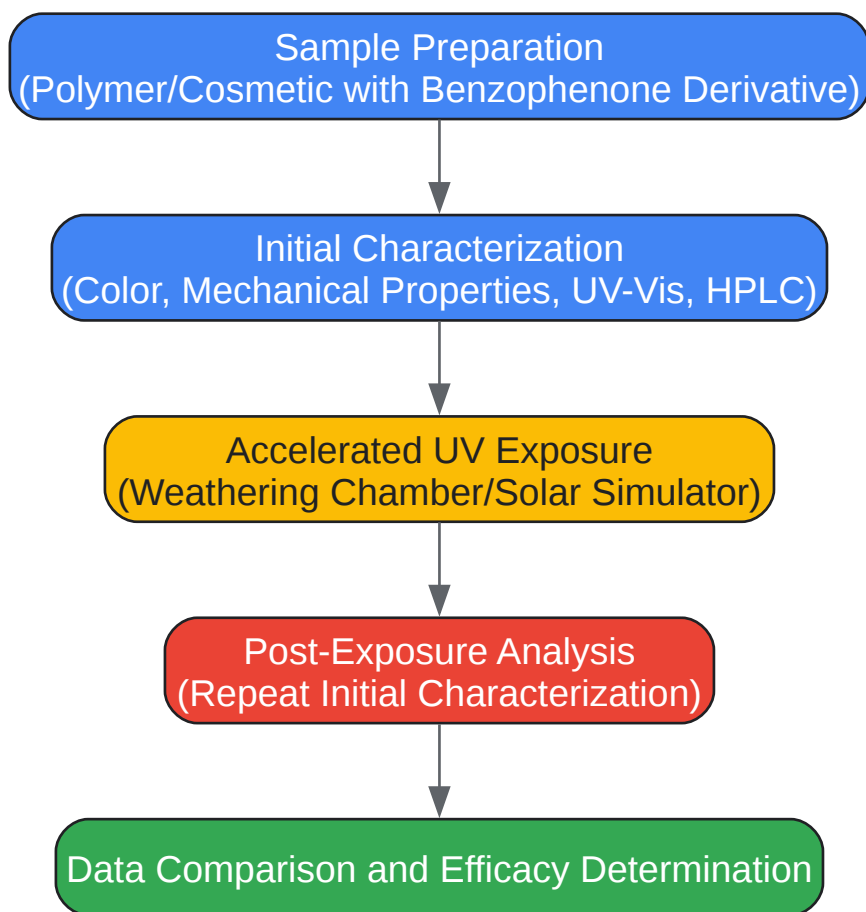 Sample Preparation
(Polymer/Cosmetic with Benzophenone Derivative)
Initial Characterization
(Color, Mechanical Properties, UV-Vis, HPLC)
Accelerated UV Exposure
(Weathering Chamber/Solar Simulator)
Post-Exposure Analysis
(Repeat Initial Characterization)
Data Comparison and Efficacy Determination